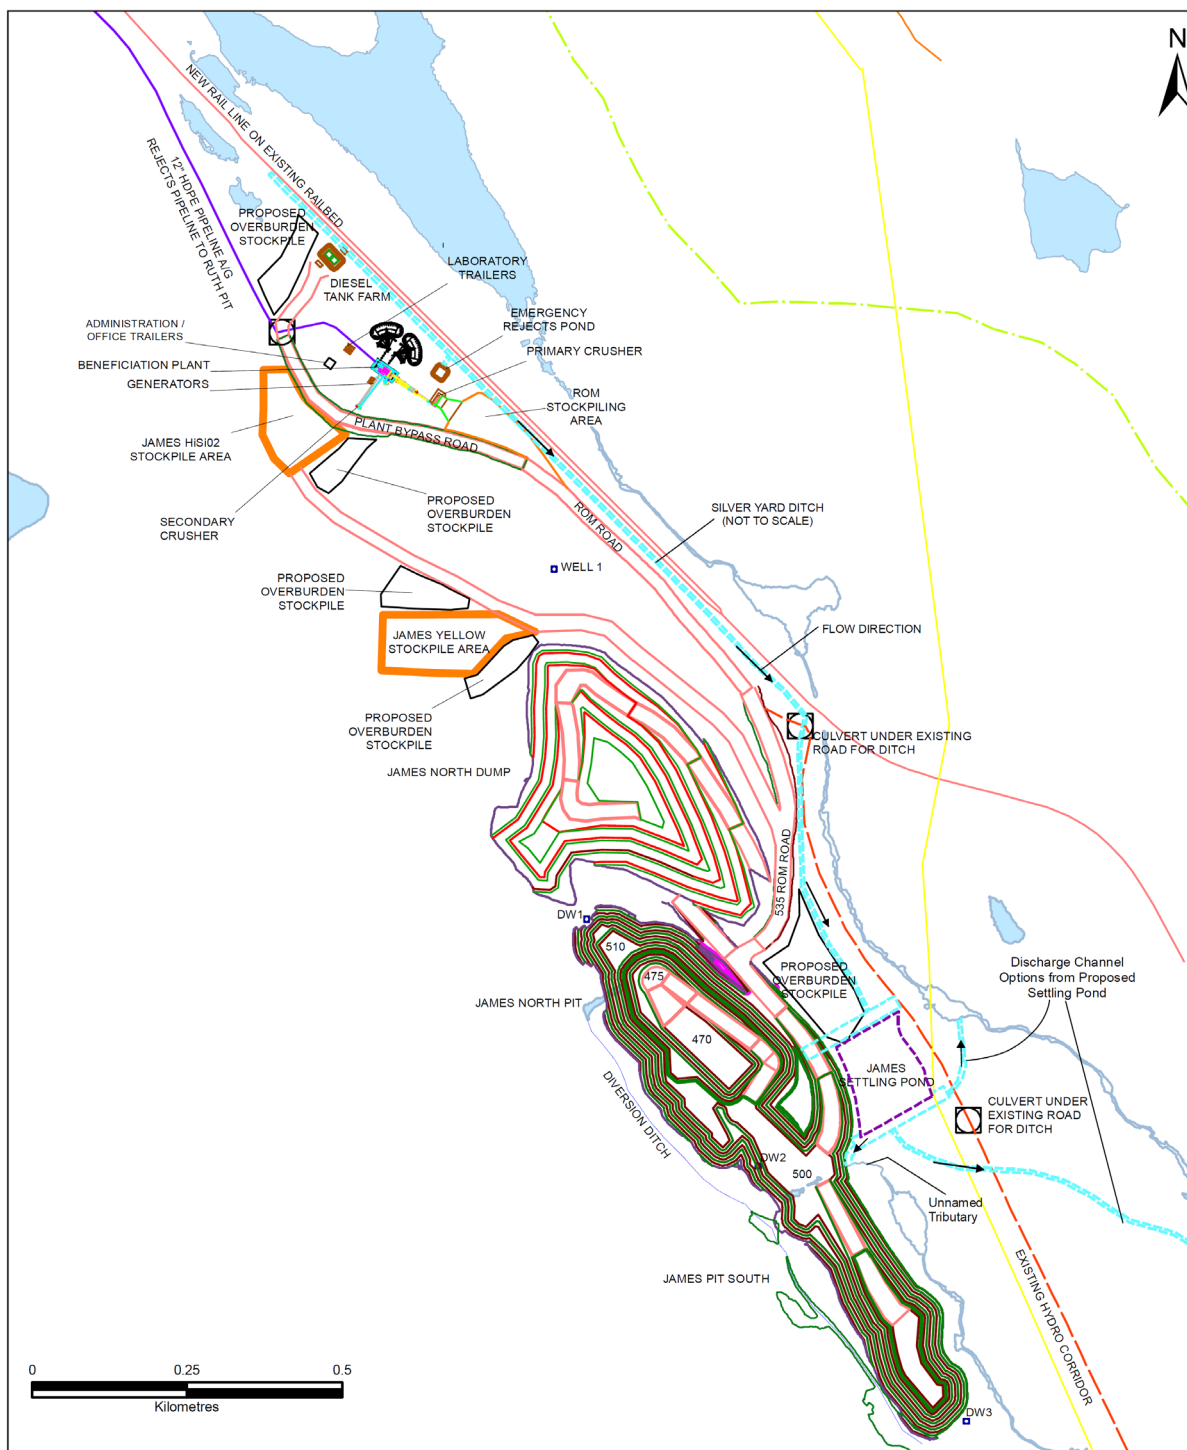 N
NEW RAIL LINE ON EXISTING RAILBED
12" HDPE PIPELINE A/G
REJECTS PIPELINE TO RUTH PIT
PROPOSED
OVERBURDEN
STOCKPILE
LABORATORY
TRAILERS
DIESEL
TANK FARM
EMERGENCY
REJECTS POND
ADMINISTRATION /
OFFICE TRAILERS
PRIMARY CRUSHER
BENEFICIATION PLANT
GENERATORS
ROM
STOCKPILING
AREA
PLANT BYPASS ROAD
JAMES HiSi02
STOCKPILE AREA
PROPOSED
OVERBURDEN
STOCKPILE
SECONDARY
CRUSHER
ROM ROAD
SILVER YARD DITCH
(NOT TO SCALE)
WELL 1
PROPOSED
OVERBURDEN
STOCKPILE
JAMES YELLOW
STOCKPILE AREA
FLOW DIRECTION
PROPOSED
OVERBURDEN
STOCKPILE
CULVERT UNDER EXISTING
ROAD FOR DITCH
JAMES NORTH DUMP
535 ROM ROAD
DW1
510
475
PROPOSED
OVERBURDEN
STOCKPILE
Discharge Channel
Options from Proposed
Settling Pond
JAMES NORTH PIT
470
JAMES
SETTLING POND
DIVERSION DITCH
CULVERT UNDER
EXISTING ROAD
FOR DITCH
DW2
500
Unnamed
Tributary
JAMES PIT SOUTH
EXISTING HYDRO CORRIDOR
DW3
0 0.25 0.5
Kilometres